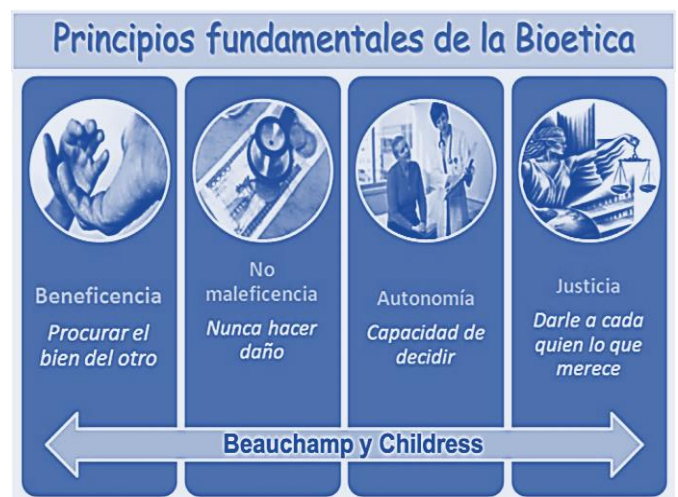 Principios fundamentales de la Bioetica
Beneficencia
Procurar el
bien del otro
No
maleficencia
Nunca hacer
daño
Autonomía
Capacidad de
decidir
Justicia
Darle a cada
quien lo que
merece
Beauchamp y Childress